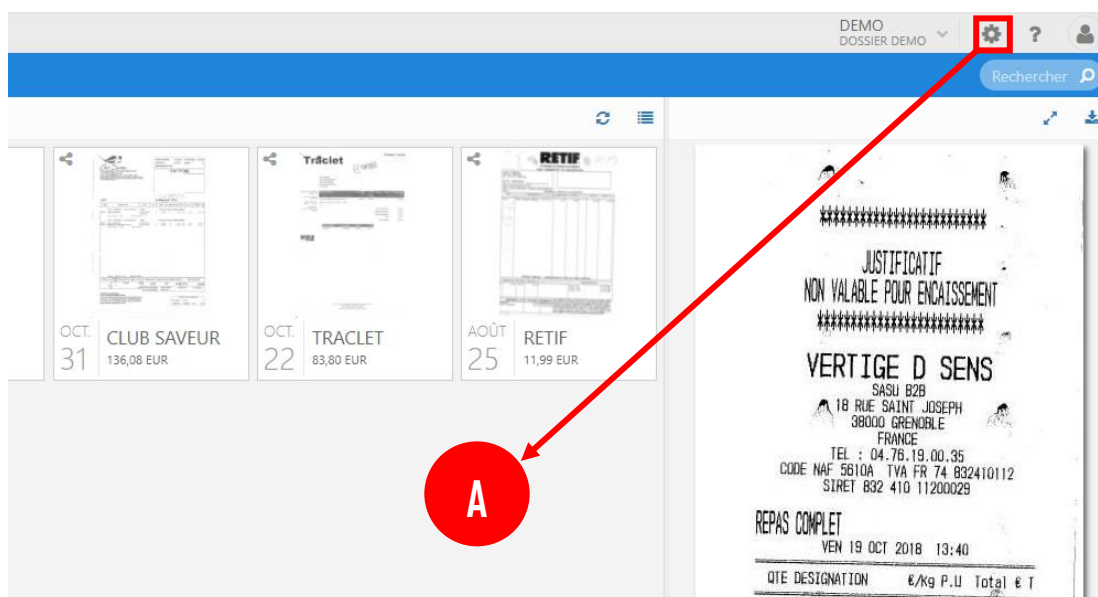 DEMO
DOSSIER DEMO
?
Rechercher
Traclet
RETIF
OCT.
31
CLUB SAVEUR
136,08 EUR
OCT.
22
TRACLET
83,80 EUR
AOÛT
25
RETIF
11,99 EUR
A
************************
JUSTIFICATIF
NON VALABLE POUR ENCAISSEMENT
************************
VERTIGE D SENS
SASU B2B
18 RUE SAINT JOSEPH
38000 GRENOBLE
FRANCE
TEL : 04.76.19.00.35
CODE NAF 5610A TVA FR 74 832410112
SIRET 832 410 11200029
REPAS COMPLET
VEN 19 OCT 2018 13:40
QTE DESIGNATION €/Kg P.U Total € T